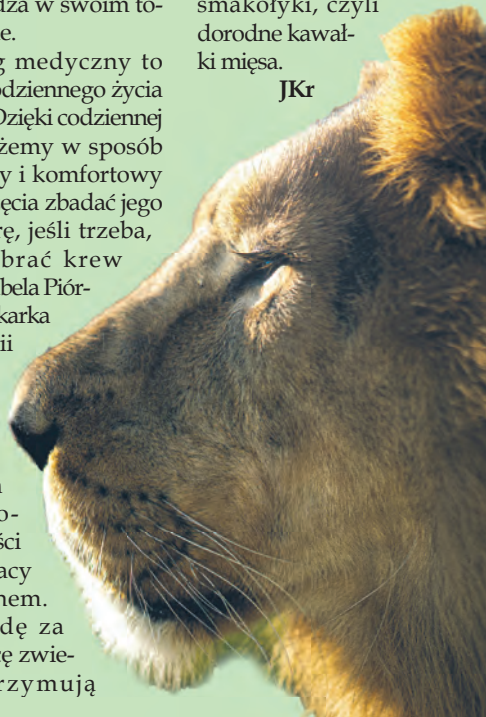 dza w swoim to-
e.
g medyczny to
odziennego życia
Dzięki codziennej
żemy w sposób
y i komfortowy
ęcia zbadać jego
rę, jeśli trzeba,
brać krew
bela Piór-
karka
ii
o-
ści
acy
nem.
dę za
cę zwie-
rzymują
smakołyki, czyli
dorodne kawał-
ki mięsa.
JKr